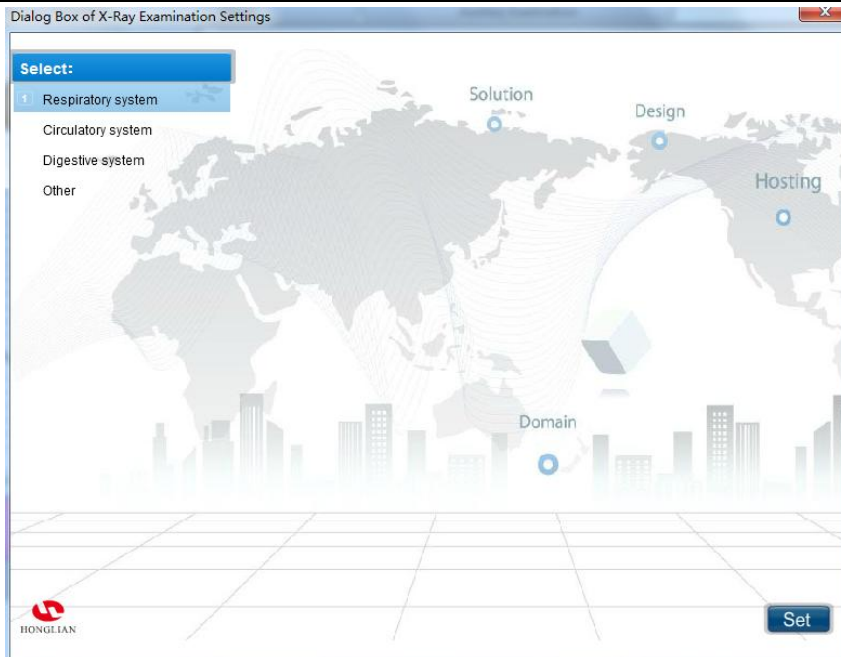 Dialog Box of X-Ray Examination Settings
Select:
1 Respiratory system
Circulatory system
Digestive system
Other
Solution
Design
Hosting
Domain
HONGLIAN
Set